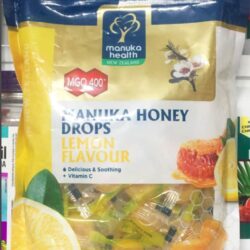 manuka
health
NEW ZEALAND
MGO 400+
MANUKA HONEY
DROPS
LEMON
FLAVOUR
Delicious & Soothing
+ Vitamin C